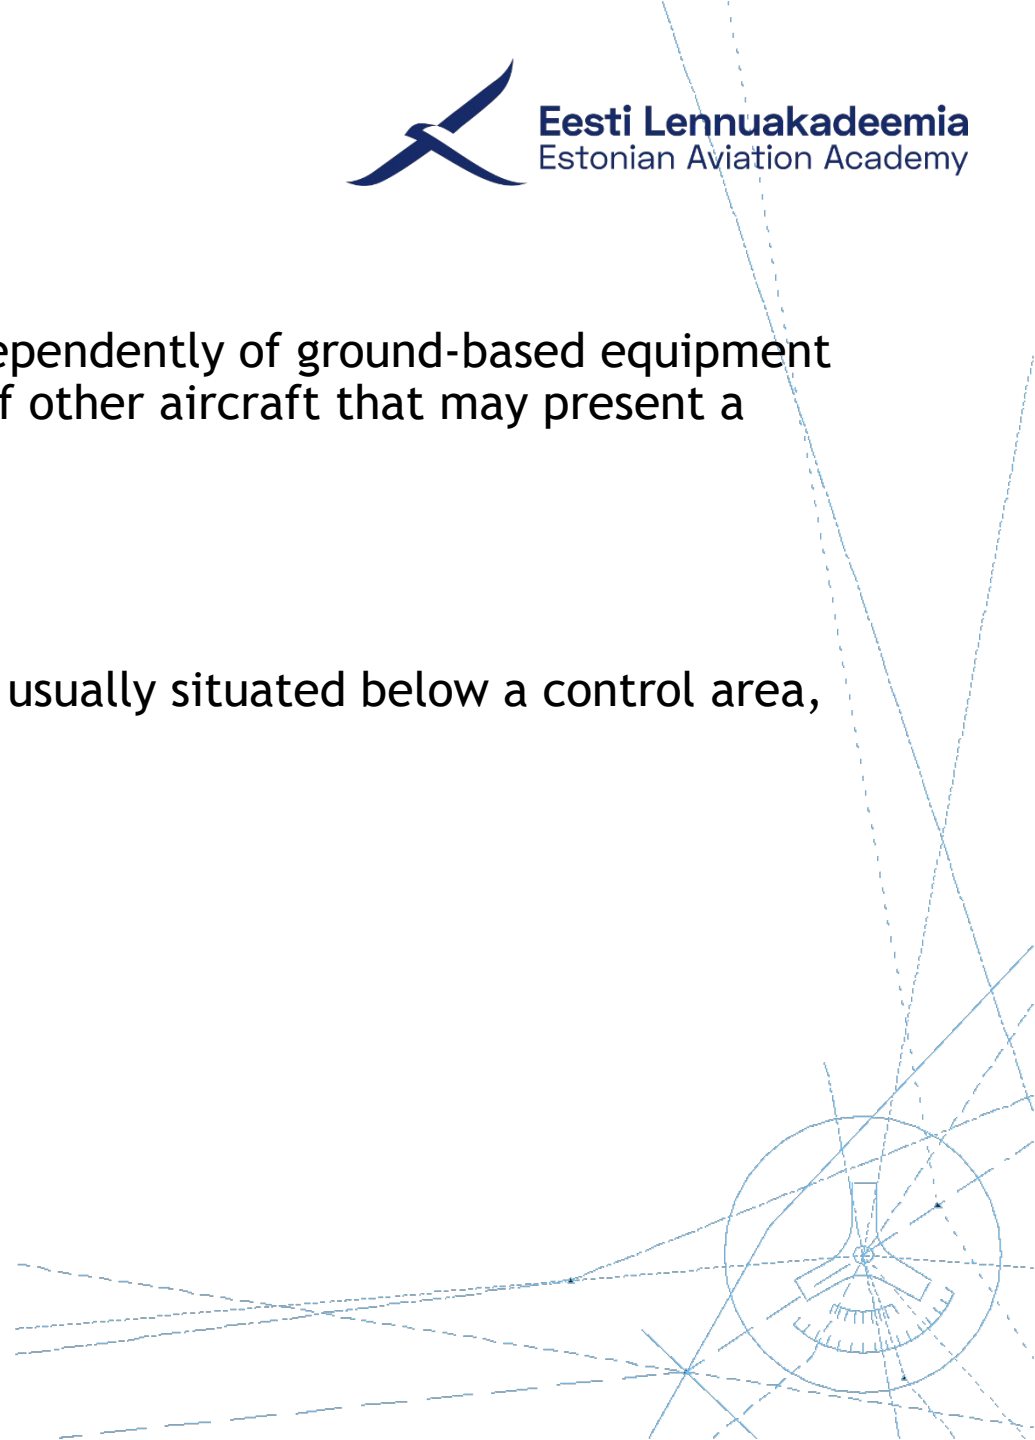 Eesti Lennuakadeemia
Estonian Aviation Academy
ependently of ground-based equipment
f other aircraft that may present a
usually situated below a control area,